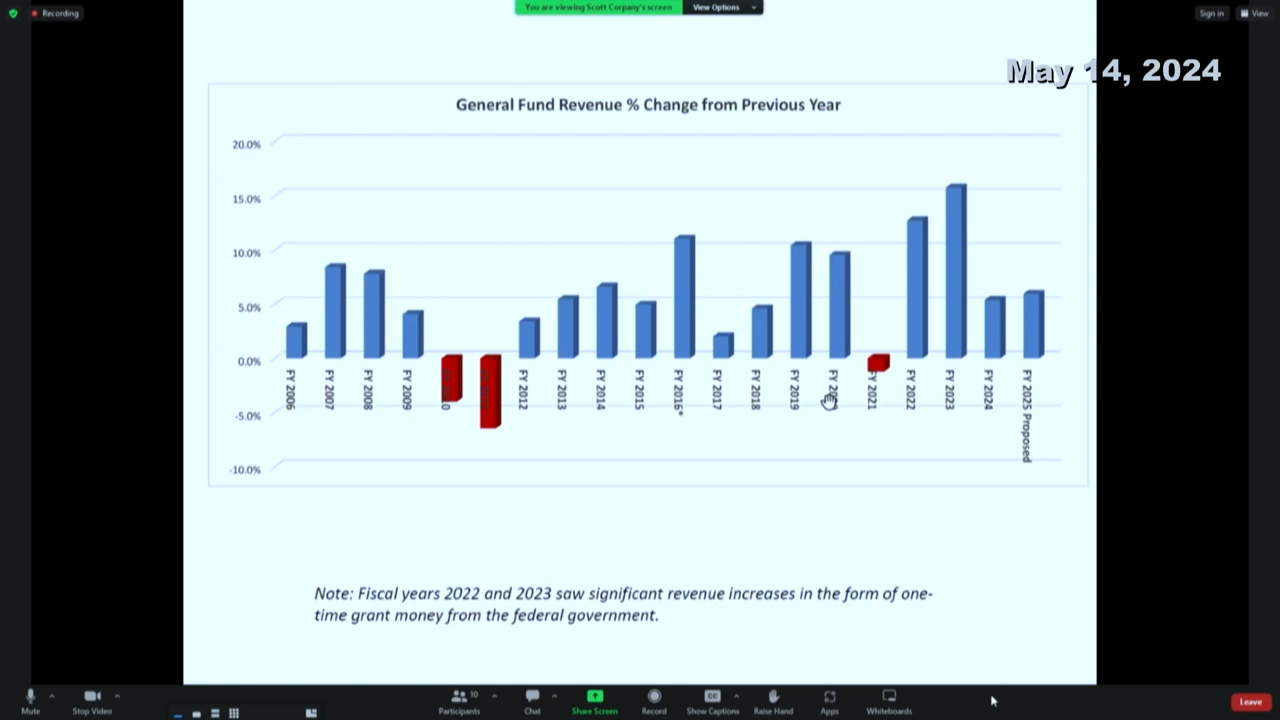 Recording
You are viewing Scott Corpany's screen
View Options
Sign in
View
May 14, 2024
General Fund Revenue % Change from Previous Year
20.0%
15.0%
10.0%
5.0%
0.0%
-5.0%
-10.0%
FY 2006
FY 2007
FY 2008
FY 2009
FY 2012
FY 2013
FY 2014
FY 2015
FY 2016*
FY 2017
FY 2018
FY 2019
FY 2021
FY 2022
FY 2023
FY 2024
FY 2025 Proposed
Note: Fiscal years 2022 and 2023 saw significant revenue increases in the form of one-
time grant money from the federal government.
Mute
Stop Video
Participants
10
Chat
Share Screen
Record
CC
Show Captions
Raise Hand
Apps
Whiteboards
Leave